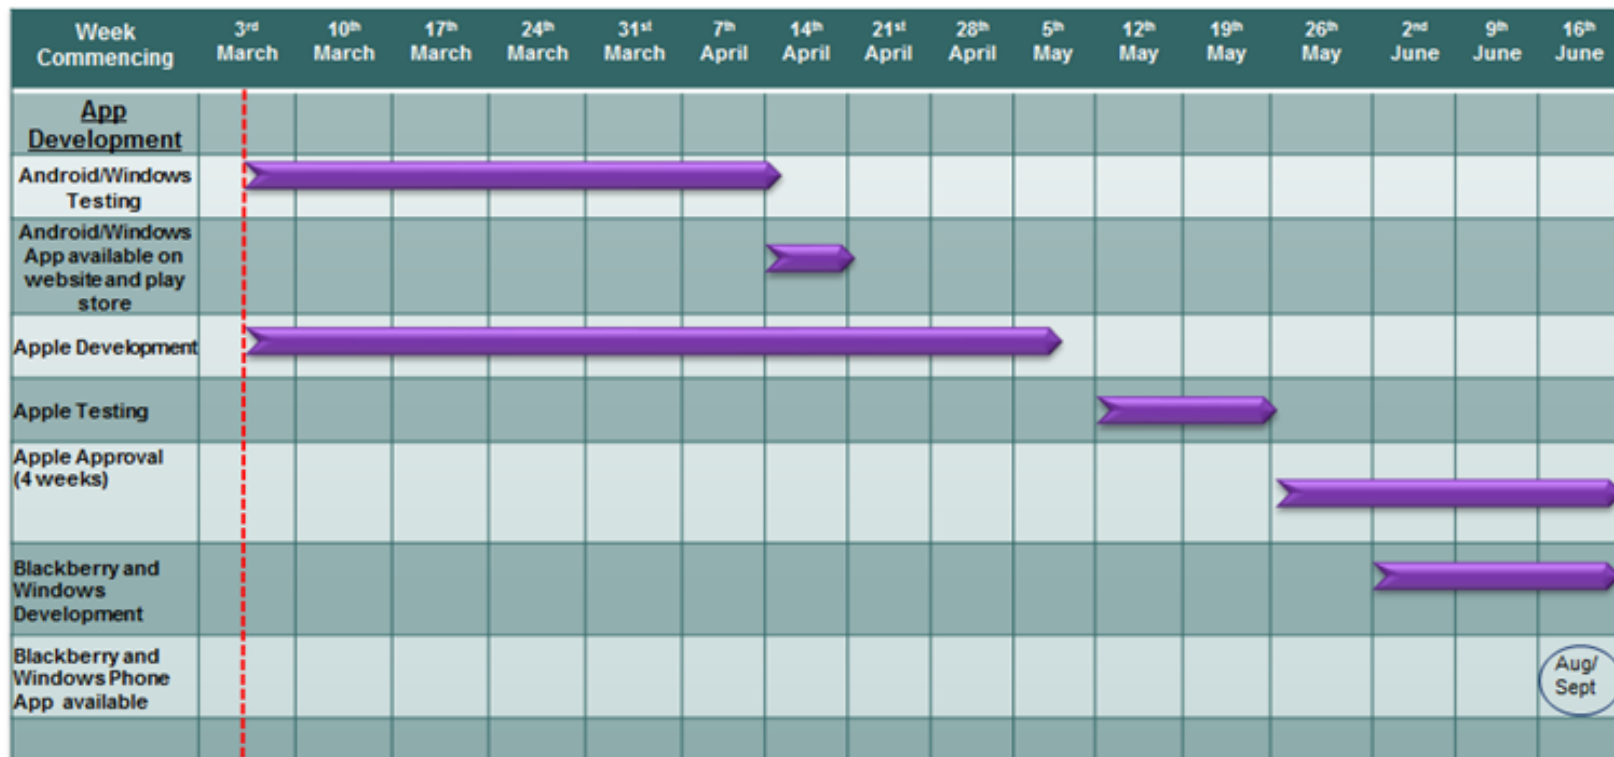 Week
Commencing
3rd
March
10th
March
17th
March
24th
March
31st
March
7th
April
14th
April
21st
April
28th
April
5th
May
12th
May
19th
May
26th
May
2nd
June
9th
June
16th
June
App
Development
Android/Windows
Testing
Android/Windows
App available on
website and play
store
Apple Development
Apple Testing
Apple Approval
(4 weeks)
Blackberry and
Windows
Development
Blackberry and
Windows Phone
App available
Aug/
Sept